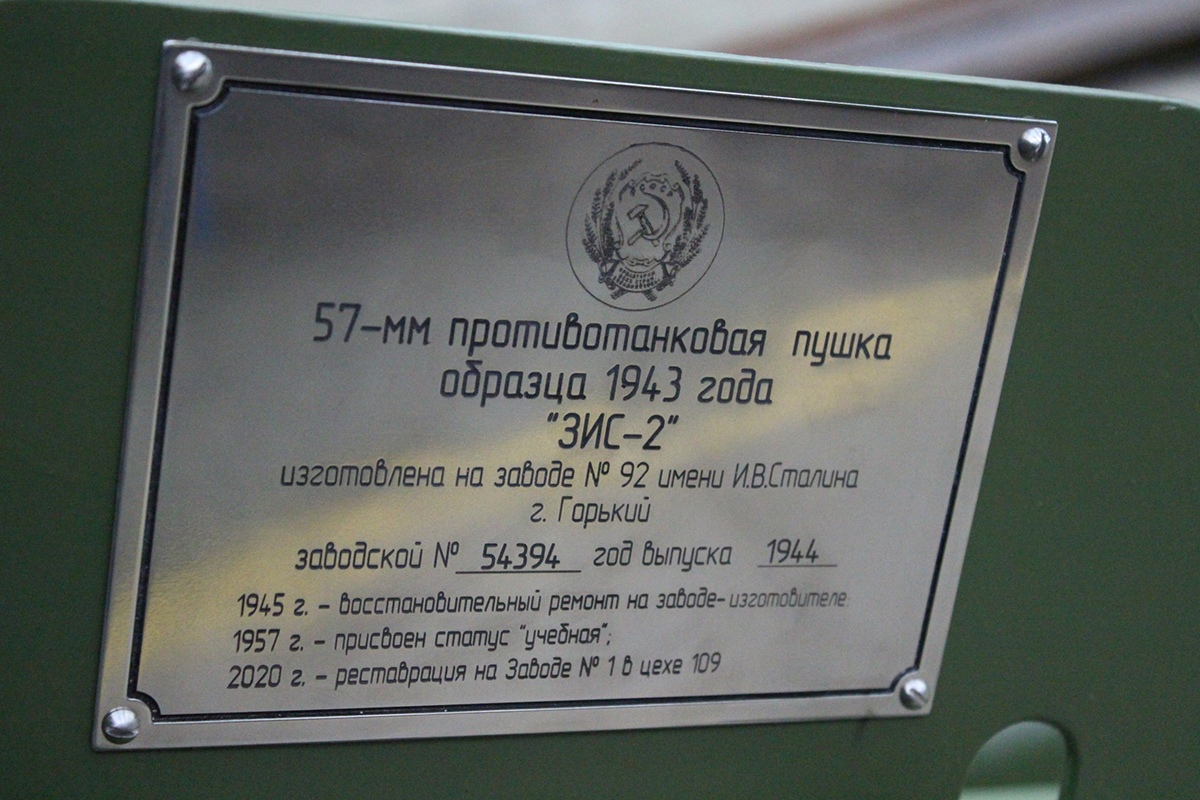 57-мм противотанковая пушка
образца 1943 года
"ЗИС-2"
изготовлена на заводе № 92 имени И.В.Сталина
г. Горький
заводской № 54394 год выпуска 1944
1945 г. - восстановительный ремонт на заводе-изготовителе
1957 г. - присвоен статус "учебная";
2020 г. - реставрация на Заводе № 1 в цехе 109